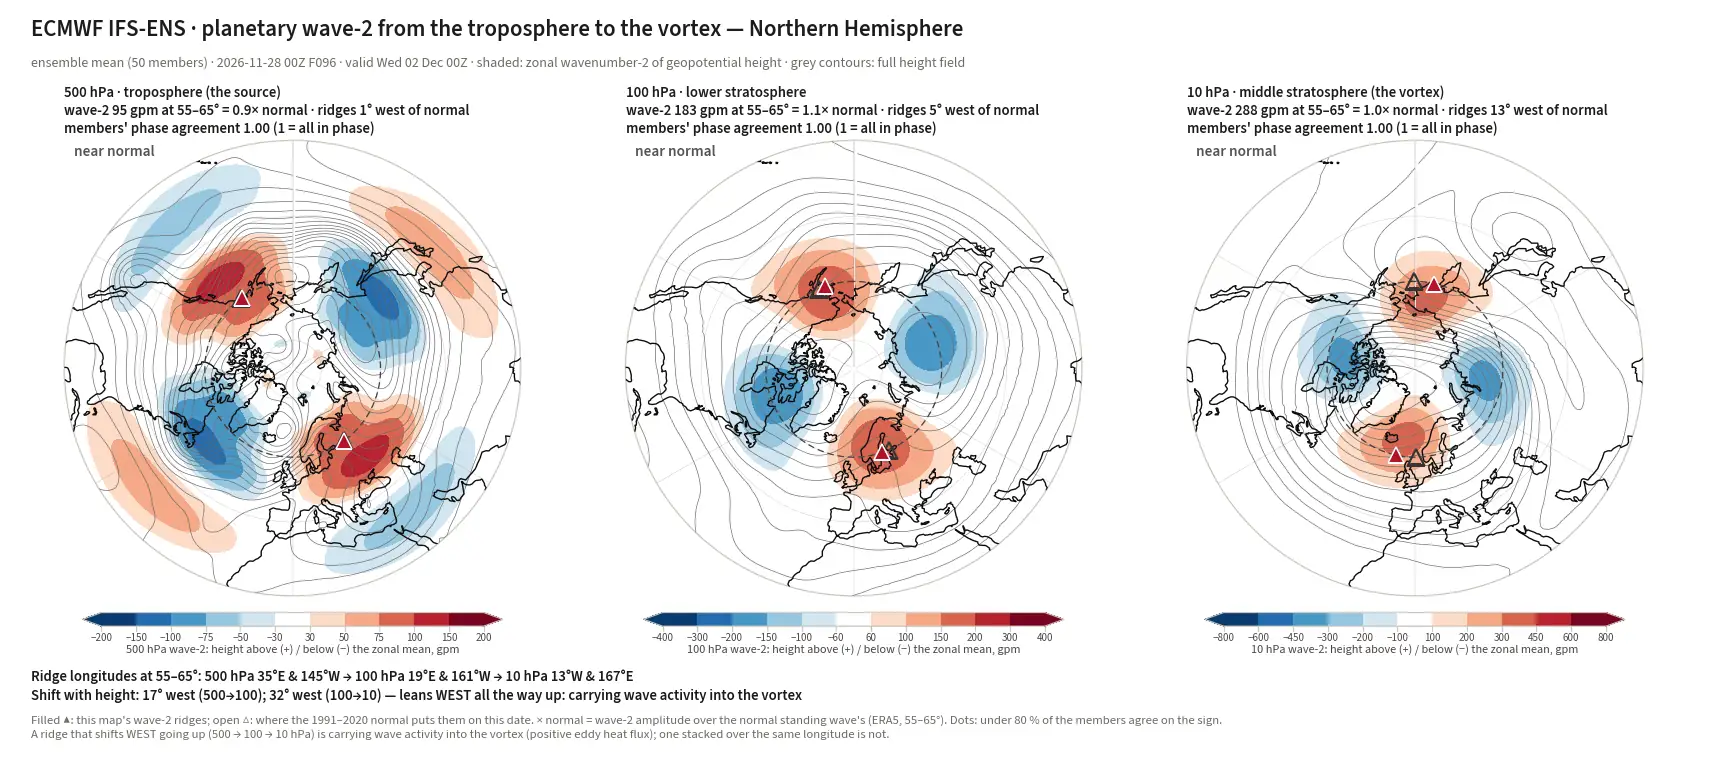 ECMWF IFS-ENS · planetary wave-2 from the troposphere to the vortex — Northern Hemisphere
ensemble mean (50 members) · 2026-11-28 00Z F096 · valid Wed 02 Dec 00Z · shaded: zonal wavenumber-2 of geopotential height · grey contours: full height field
500 hPa · troposphere (the source)
wave-2 95 gpm at 55–65° = 0.9× normal · ridges 1° west of normal
members' phase agreement 1.00 (1 = all in phase)
near normal
100 hPa · lower stratosphere
wave-2 183 gpm at 55–65° = 1.1× normal · ridges 5° west of normal
members' phase agreement 1.00 (1 = all in phase)
near normal
10 hPa · middle stratosphere (the vortex)
wave-2 288 gpm at 55–65° = 1.0× normal · ridges 13° west of normal
members' phase agreement 1.00 (1 = all in phase)
near normal
−200 −150 −100 −75 −50 −30 30 50 75 100 150 200
500 hPa wave-2: height above (+) / below (−) the zonal mean, gpm
−400 −300 −200 −150 −100 −60 60 100 150 200 300 400
100 hPa wave-2: height above (+) / below (−) the zonal mean, gpm
−800 −600 −450 −300 −200 −100 100 200 300 450 600 800
10 hPa wave-2: height above (+) / below (−) the zonal mean, gpm
Ridge longitudes at 55–65°: 500 hPa 35°E & 145°W → 100 hPa 19°E & 161°W → 10 hPa 13°W & 167°E
Shift with height: 17° west (500→100); 32° west (100→10) — leans WEST all the way up: carrying wave activity into the vortex
Filled ▲: this map's wave-2 ridges; open △: where the 1991–2020 normal puts them on this date. × normal = wave-2 amplitude over the normal standing wave's (ERA5, 55–65°). Dots: under 80 % of the members agree on the sign.
A ridge that shifts WEST going up (500 → 100 → 10 hPa) is carrying wave activity into the vortex (positive eddy heat flux); one stacked over the same longitude is not.